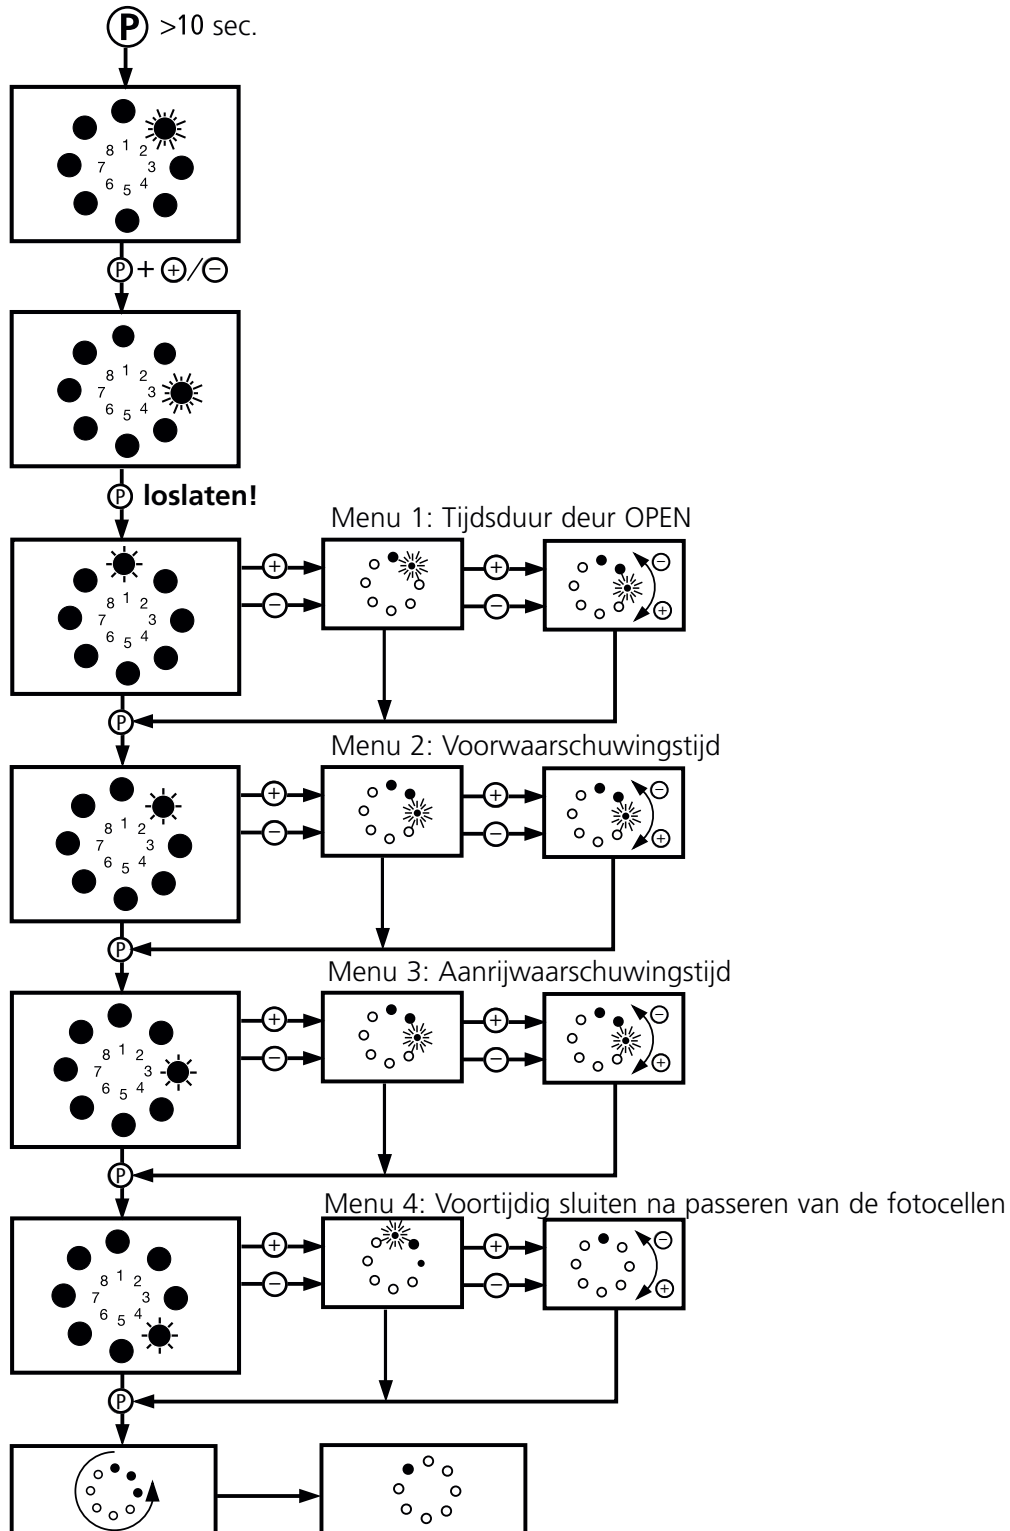 P >10 sec.
8 1 2
7 3
6 5 4
P + + / −
8 1 2
7 3
6 5 4
P loslaten!
Menu 1: Tijdsduur deur OPEN
+ + −
8 1 2
7 3
6 5 4
− − +
P
Menu 2: Voorwaarschuwingstijd
+ + −
8 1 2
7 3
6 5 4
− − +
P
Menu 3: Aanrijwaarschuwingstijd
+ + −
8 1 2
7 3
6 5 4
− − +
P
Menu 4: Voortijdig sluiten na passeren van de fotocellen
+ + −
8 1 2
7 3
6 5 4
− − +
P